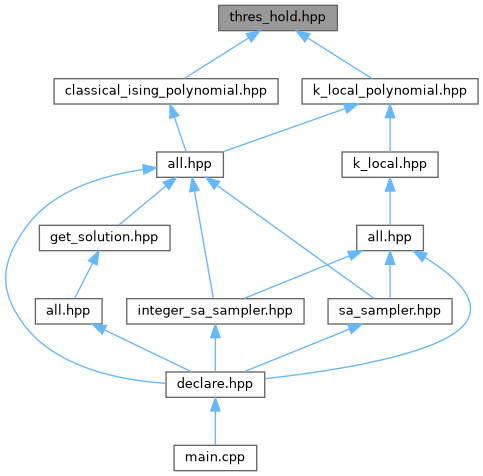 thres_hold.hpp
classical_ising_polynomial.hpp
k_local_polynomial.hpp
all.hpp
k_local.hpp
get_solution.hpp
all.hpp
all.hpp
integer_sa_sampler.hpp
sa_sampler.hpp
declare.hpp
main.cpp